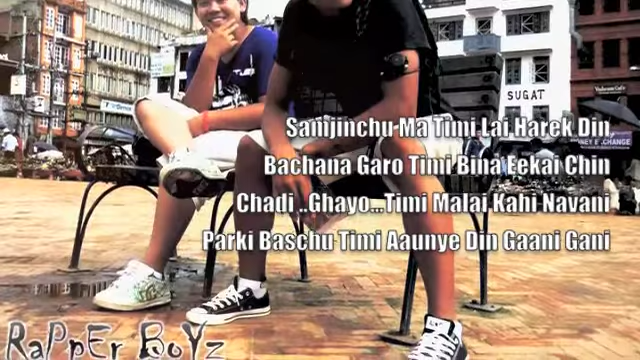 SUGAT
Samjinchu Ma Timi Lai Harek Din
Bachana Garo Timi Bina Eekai Chin
Chadi ..Ghayo...Timi Malai Kahi Navani
Parki Baschu Timi Aaunye Din Gaani Gani
RaPpEr BoYz